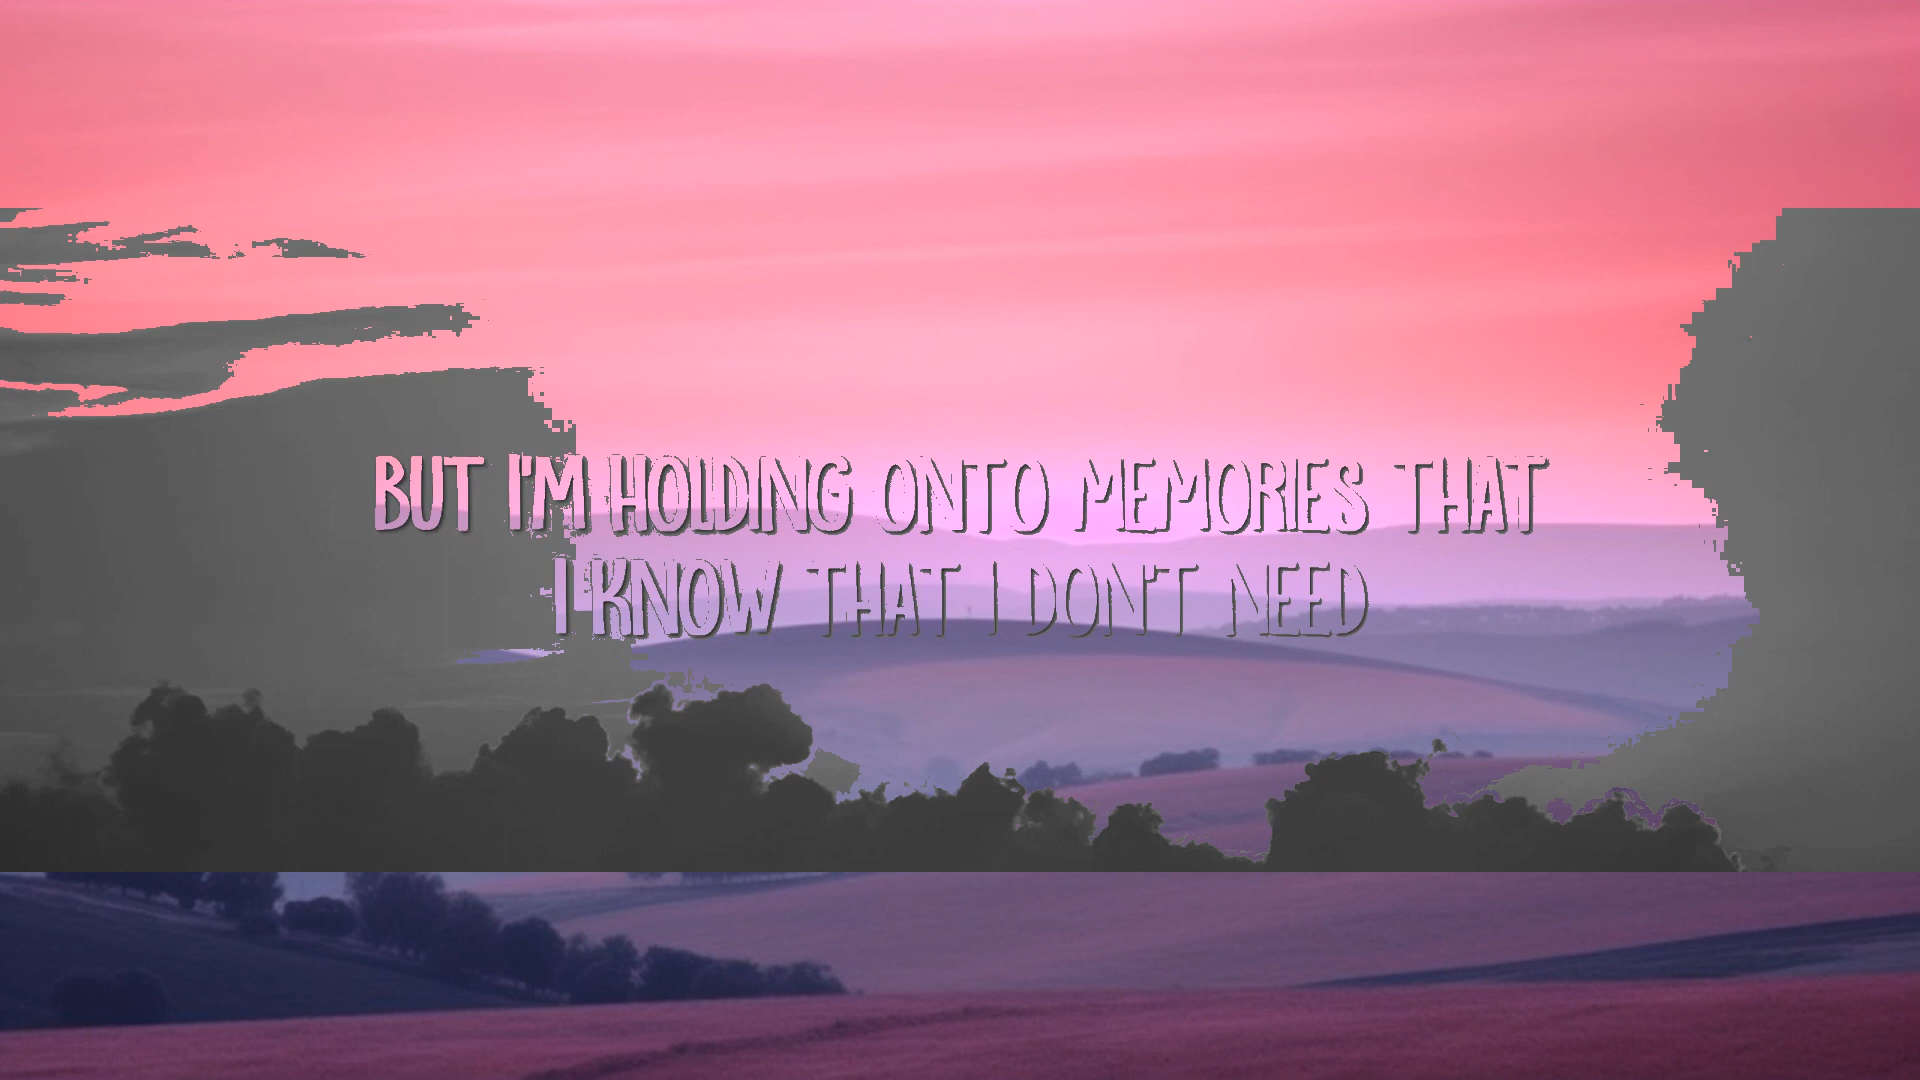 BUT I'M HOLDING ONTO MEMORIES THAT
I KNOW THAT I DON'T NEED